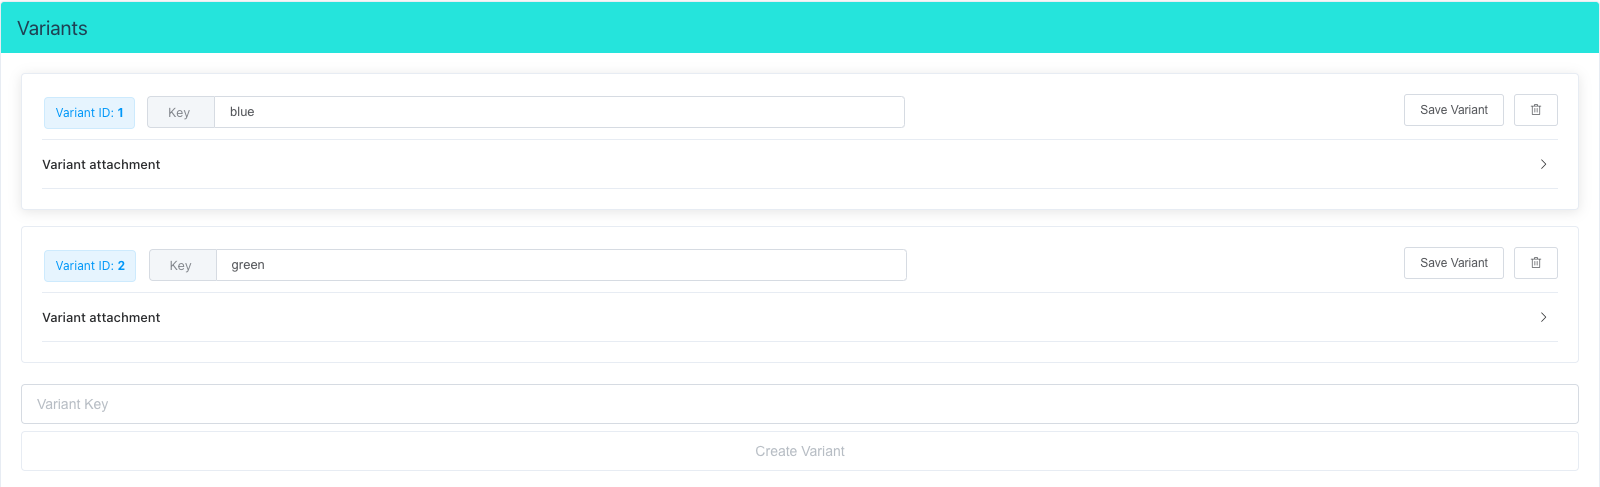 Variants
Variant ID: 1 Key blue Save Variant
Variant attachment
Variant ID: 2 Key green Save Variant
Variant attachment
Variant Key
Create Variant